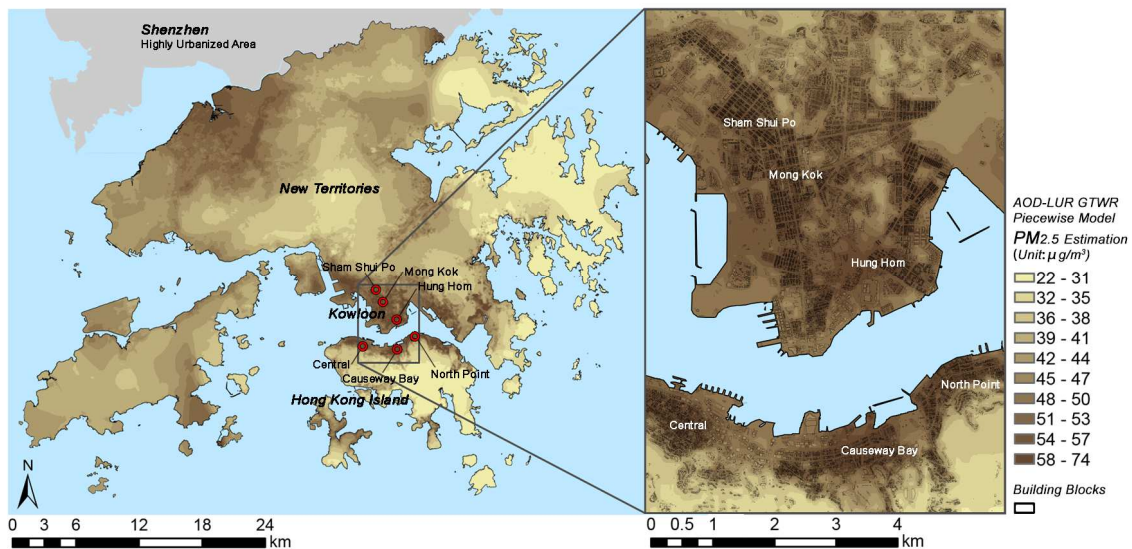 Shenzhen
Highly Urbanized Area
New Territories
Sham Shui Po
Mong Kok
Hung Hom
Kowloon
Central
Causeway Bay
North Point
Hong Kong Island
N
0 3 6 12 18 24
km
Sham Shui Po
Mong Kok
Hung Hom
North Point
Central
Causeway Bay
0 0.5 1 2 3 4
km
AOD-LUR GTWR
Piecewise Model
PM2.5 Estimation
(Unit: μg/m³)
22 - 31
32 - 35
36 - 38
39 - 41
42 - 44
45 - 47
48 - 50
51 - 53
54 - 57
58 - 74
Building Blocks